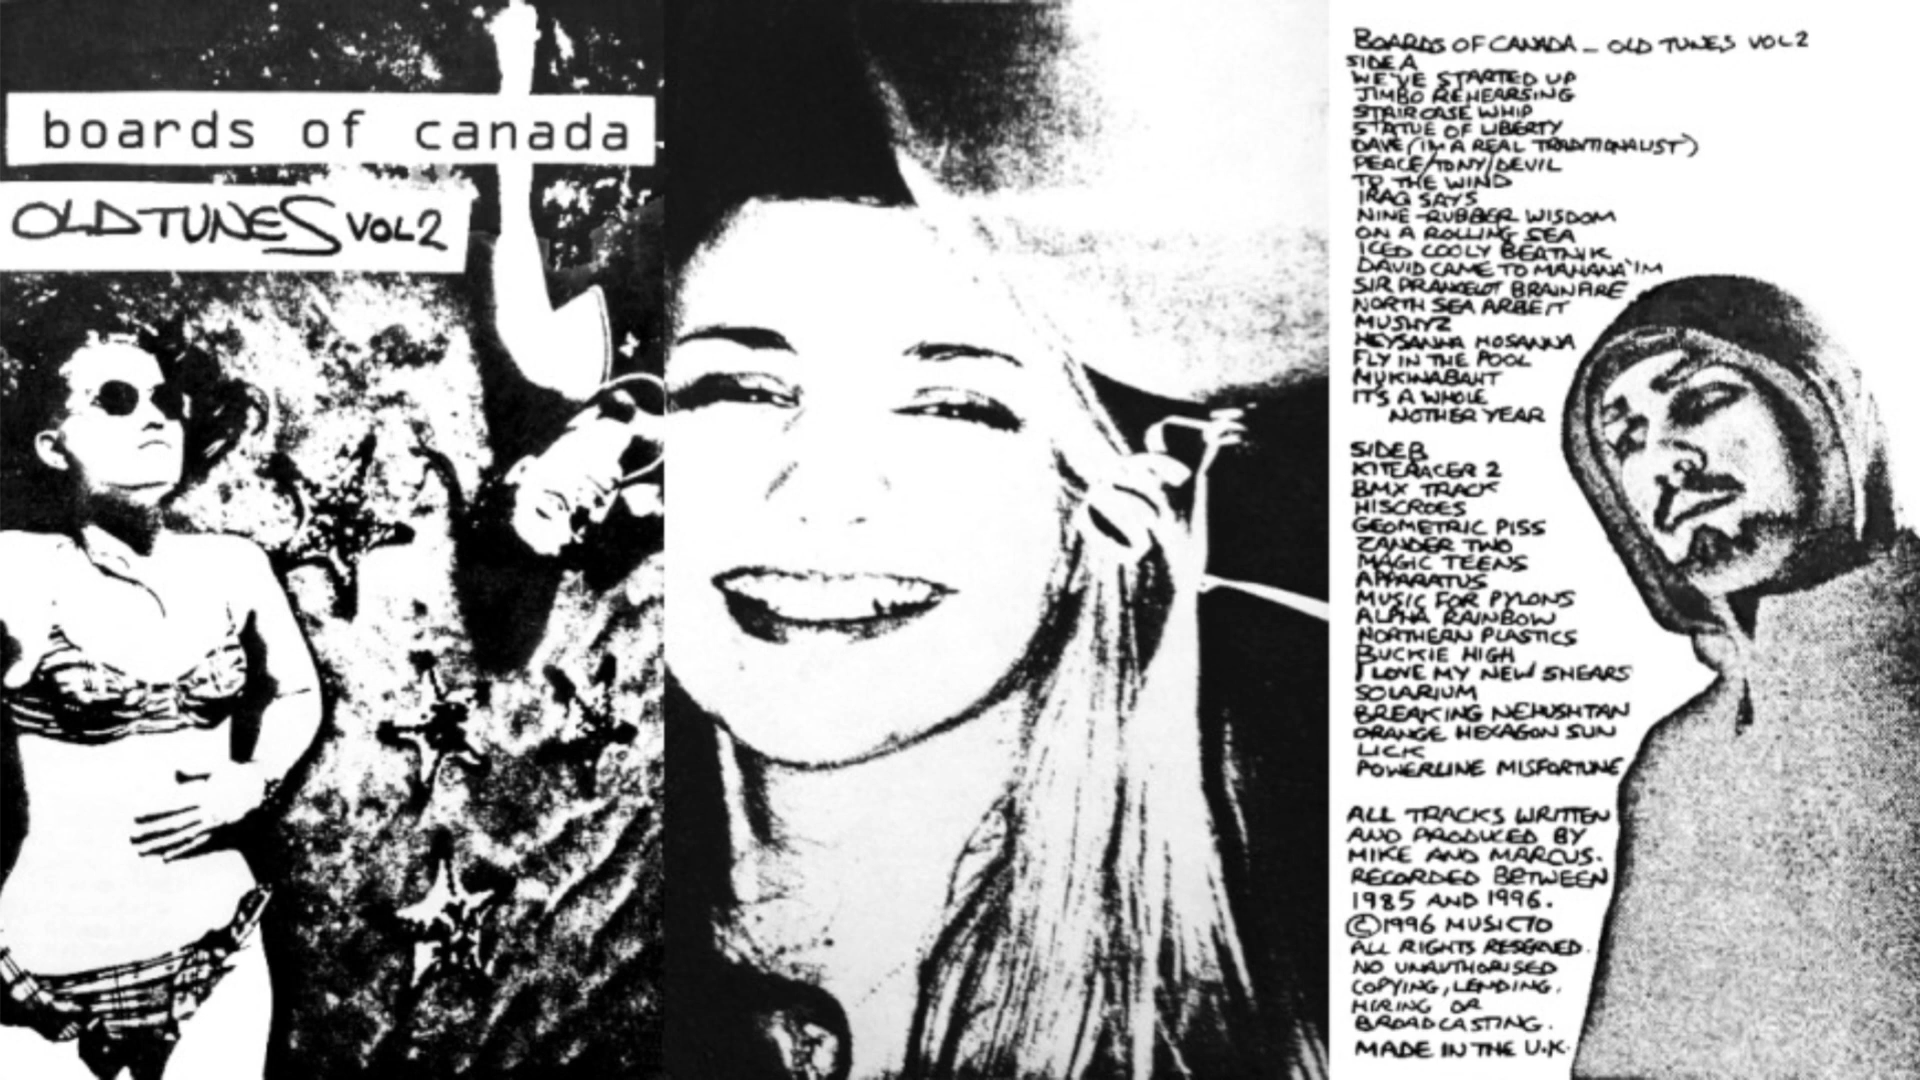 boards of canada
OLD TUNES VOL2
BOARDS OF CANADA - OLD TUNES VOL2
SIDE A
WE'VE STARTED UP
JIMBO REHEARSING
STAIRCASE WHIP
STATUE OF LIBERTY
DAVE (I'M A REAL TRADITIONALIST)
PEACE/TONY/DEVIL
TO THE WIND
IRAQ SAYS
NINE-RUBBER WISDOM
ON A ROLLING SEA
ICED COOLY BEATNIK
DAVID CAME TO MAHANA'IM
SIR PRANCELOT BRAINFIRE
NORTH SEA ARBEIT
MUSHYZ
HEYSANNA HOSANNA
FLY IN THE POOL
MUKINABAHT
IT'S A WHOLE
NOTHER YEAR
SIDE B
KITERACER 2
BMX TRACK
HISCROES
GEOMETRIC PISS
ZANDER TWO
MAGIC TEENS
APPARATUS
MUSIC FOR PYLONS
ALPHA RAINBOW
NORTHERN PLASTICS
BUCKIE HIGH
I LOVE MY NEW SHEARS
SOLARIUM
BREAKING NEHUSHTAN
ORANGE HEXAGON SUN
LICK
POWERLINE MISFORTUNE
ALL TRACKS WRITTEN
AND PRODUCED BY
MIKE AND MARCUS.
RECORDED BETWEEN
1985 AND 1996.
©1996 MUSIC70
ALL RIGHTS RESERVED.
NO UNAUTHORISED
COPYING, LENDING,
HIRING OR
BROADCASTING.
MADE IN THE U.K.